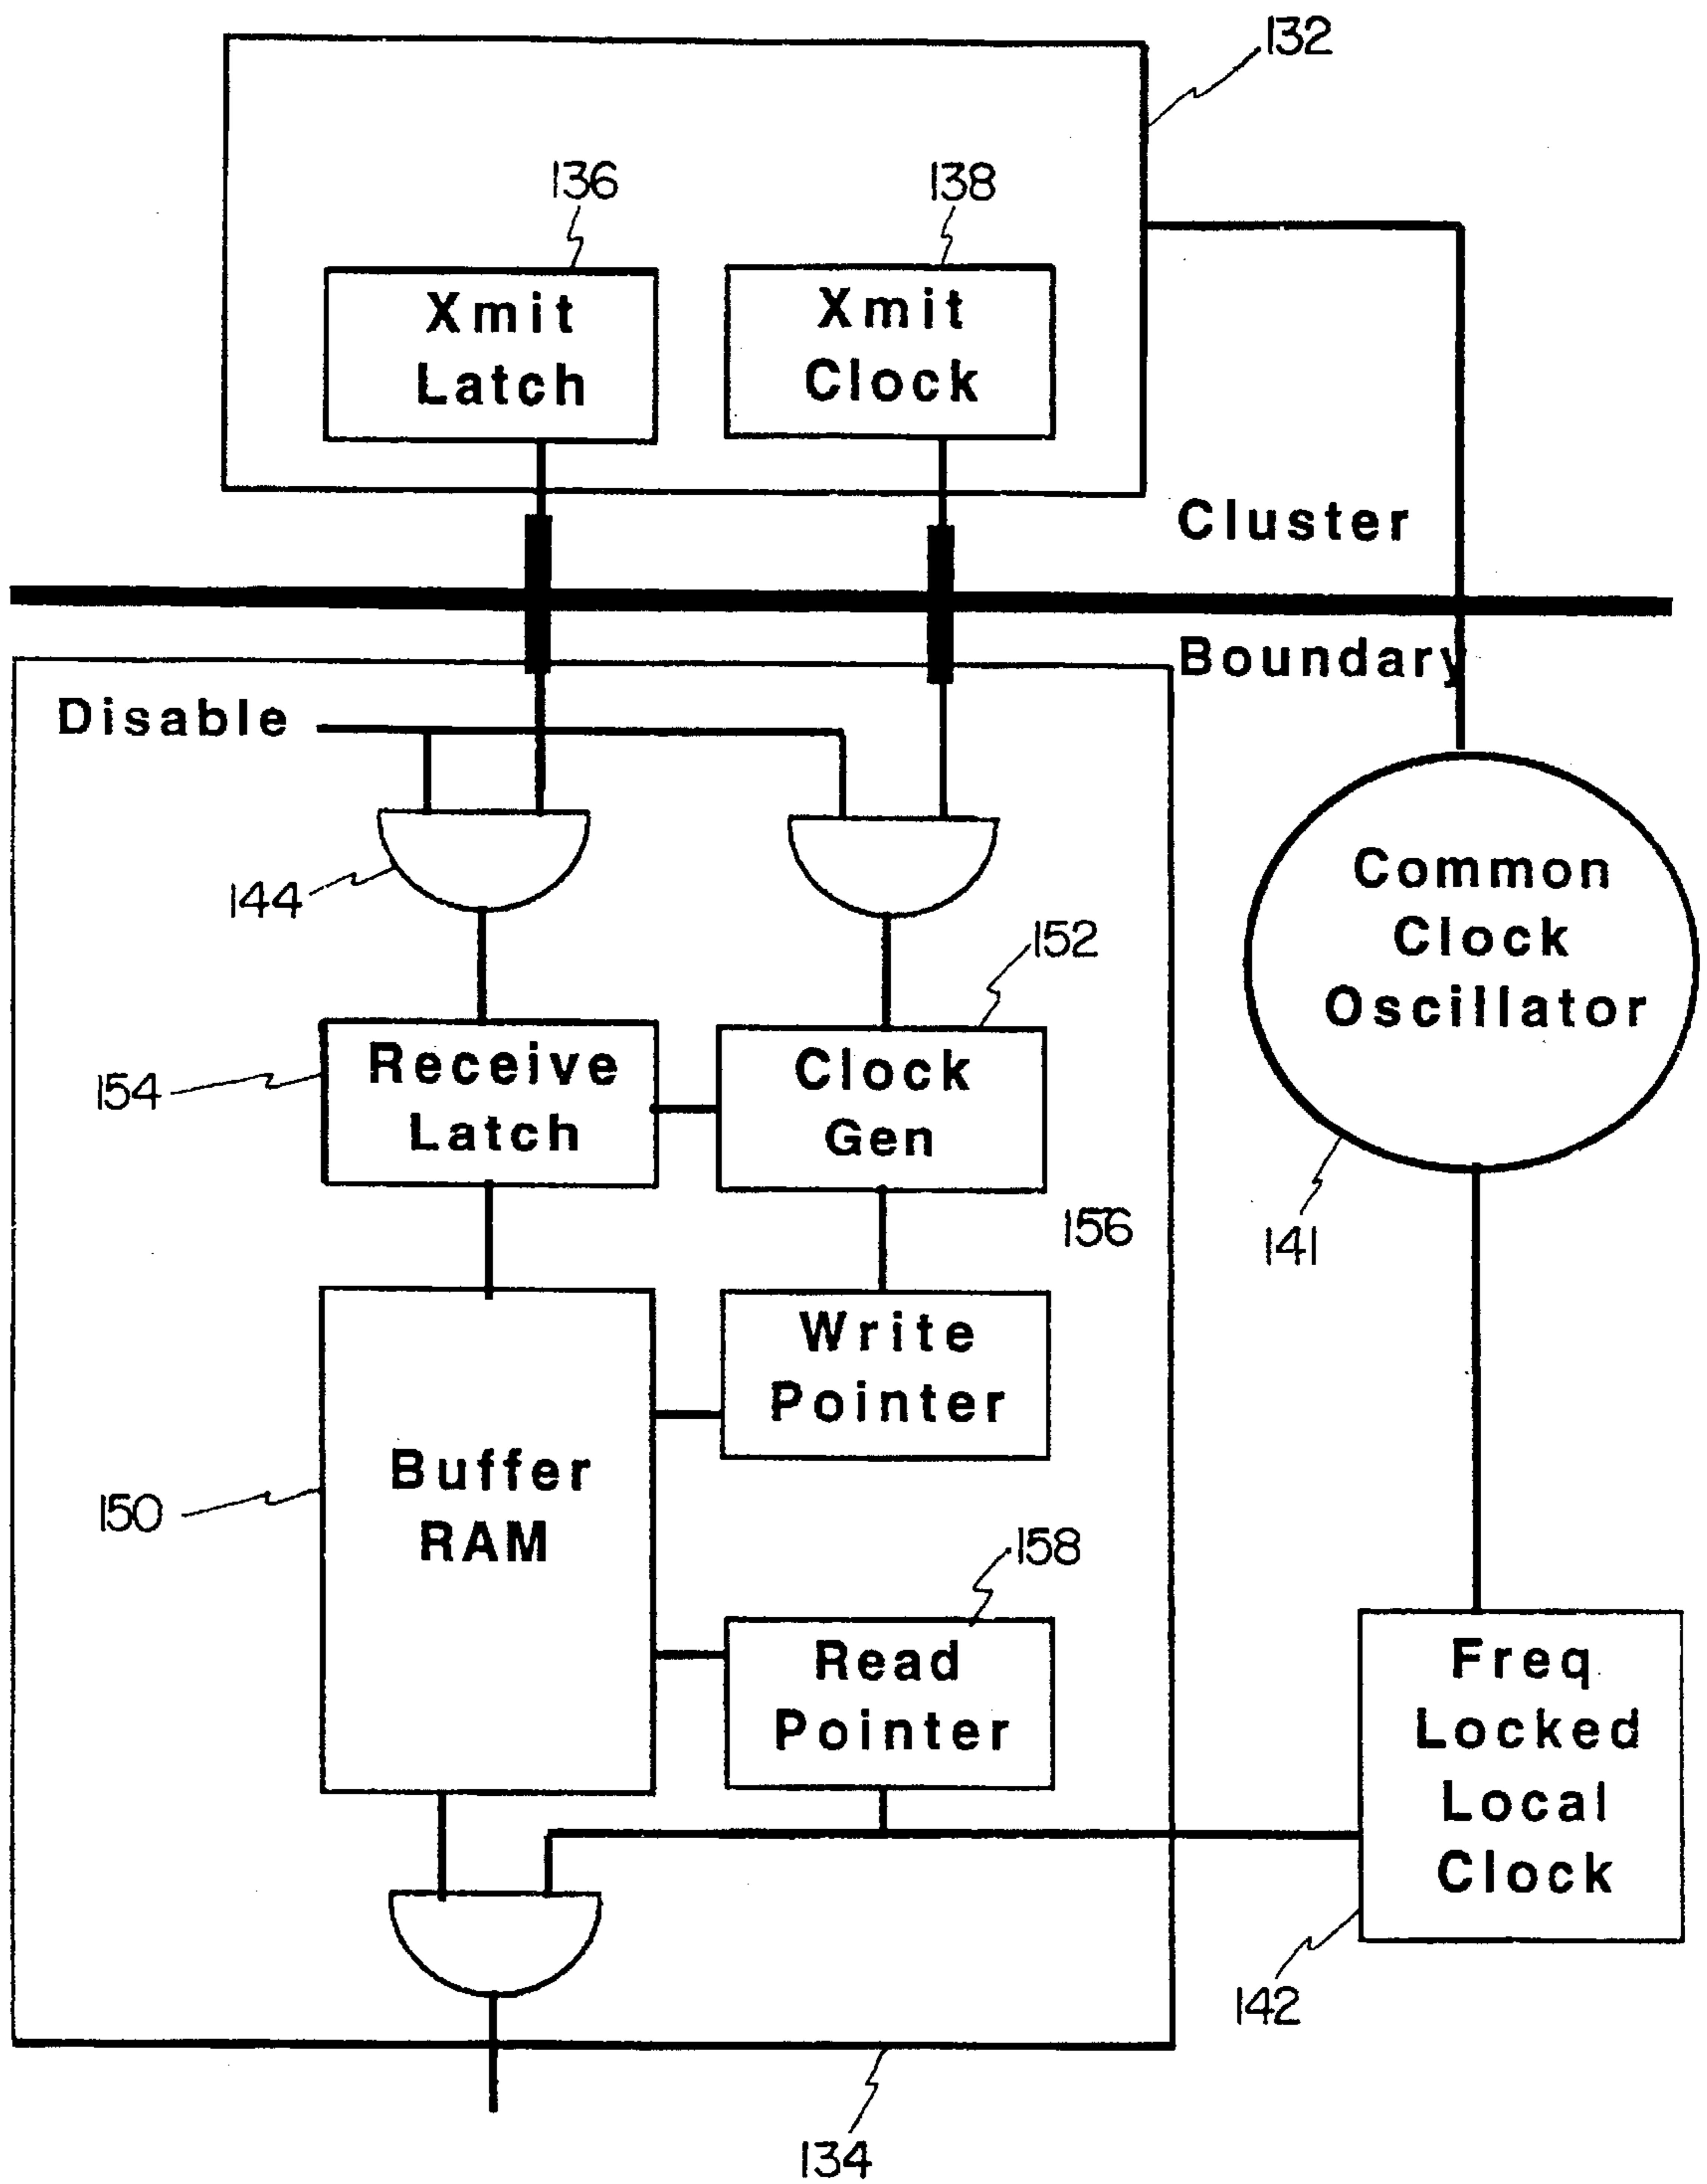 132
136
138
Xmit
Latch
Xmit
Clock
Cluster
Boundary
Disable
144
Common
Clock
Oscillator
152
154
Receive
Latch
Clock
Gen
156
141
Write
Pointer
Buffer
RAM
150
158
Read
Pointer
Freq
Locked
Local
Clock
142
134